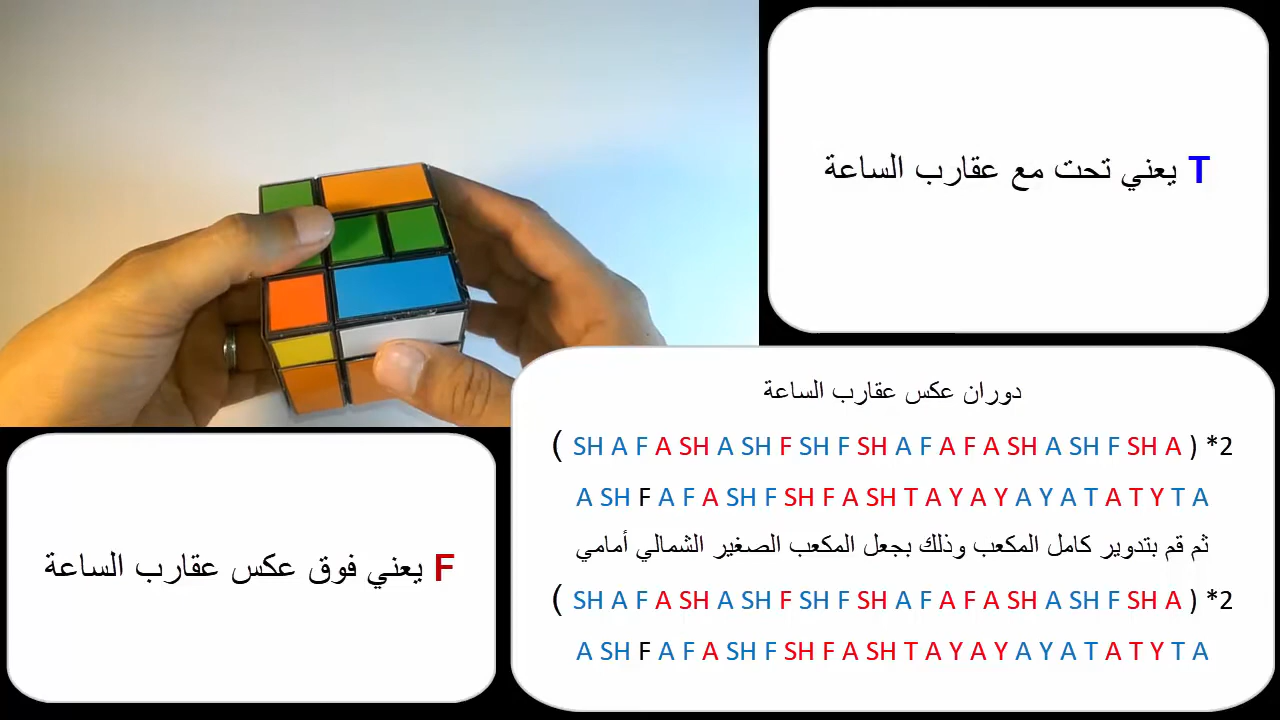 T يعني تحت مع عقارب الساعة
دوران عكس عقارب الساعة
( SH A F A SH A SH F SH F SH A F A F A SH A SH F SH A ) *2
A SH F A F A SH F SH F A SH T A Y A Y A Y A T A T Y T A
ثم قم بتدوير كامل المكعب وذلك بجعل المكعب الصغير الشمالي أمامي
( SH A F A SH A SH F SH F SH A F A F A SH A SH F SH A ) *2
A SH F A F A SH F SH F A SH T A Y A Y A Y A T A T Y T A
F يعني فوق عكس عقارب الساعة